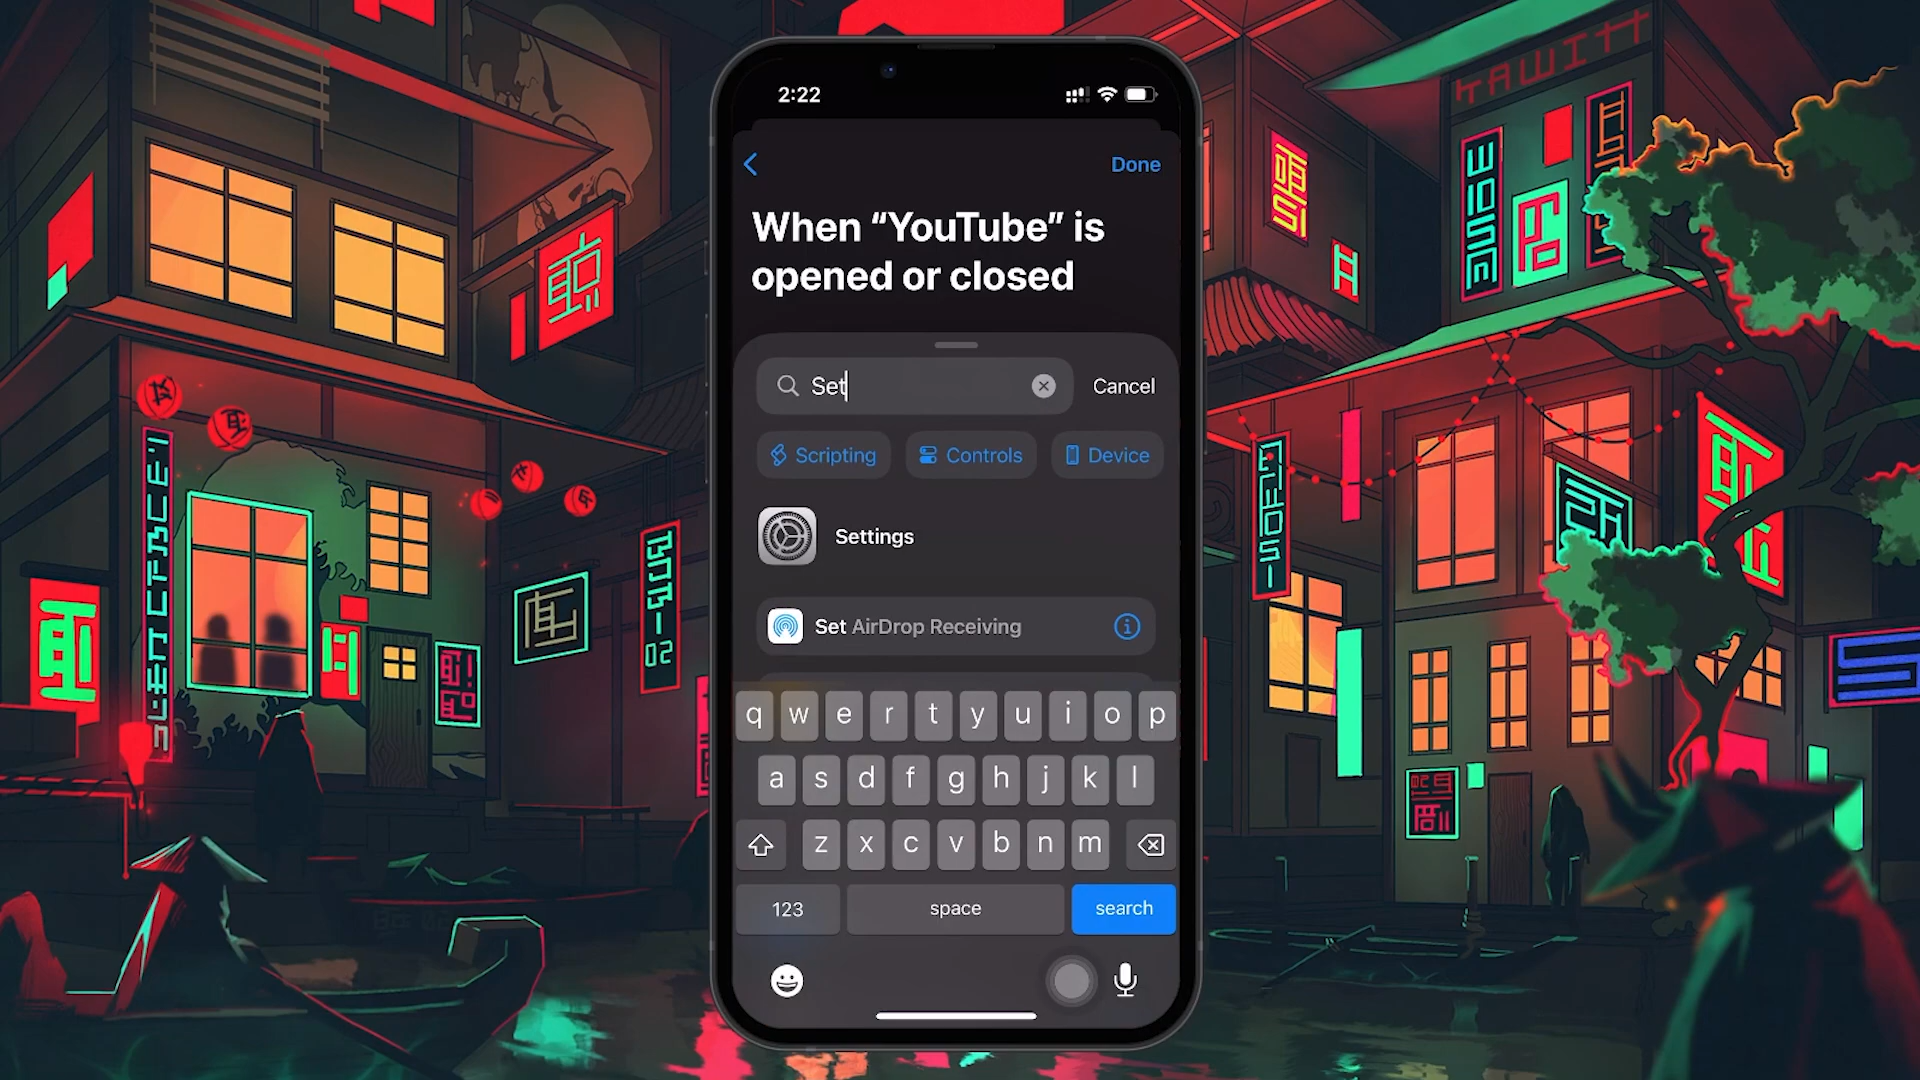 2:22
Done
When “YouTube” is
opened or closed
Set
Cancel
Scripting
Controls
Device
Settings
Set AirDrop Receiving
q w e r t y u i o p
a s d f g h j k l
z x c v b n m
123
space
search